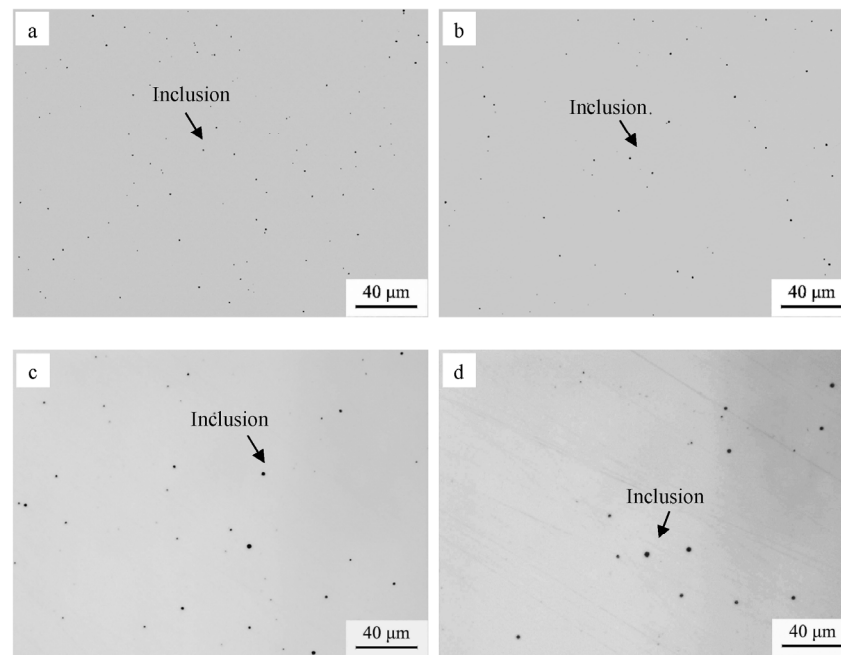 a
Inclusion
40 μm
b
Inclusion.
40 μm
c
Inclusion
40 μm
d
Inclusion
40 μm